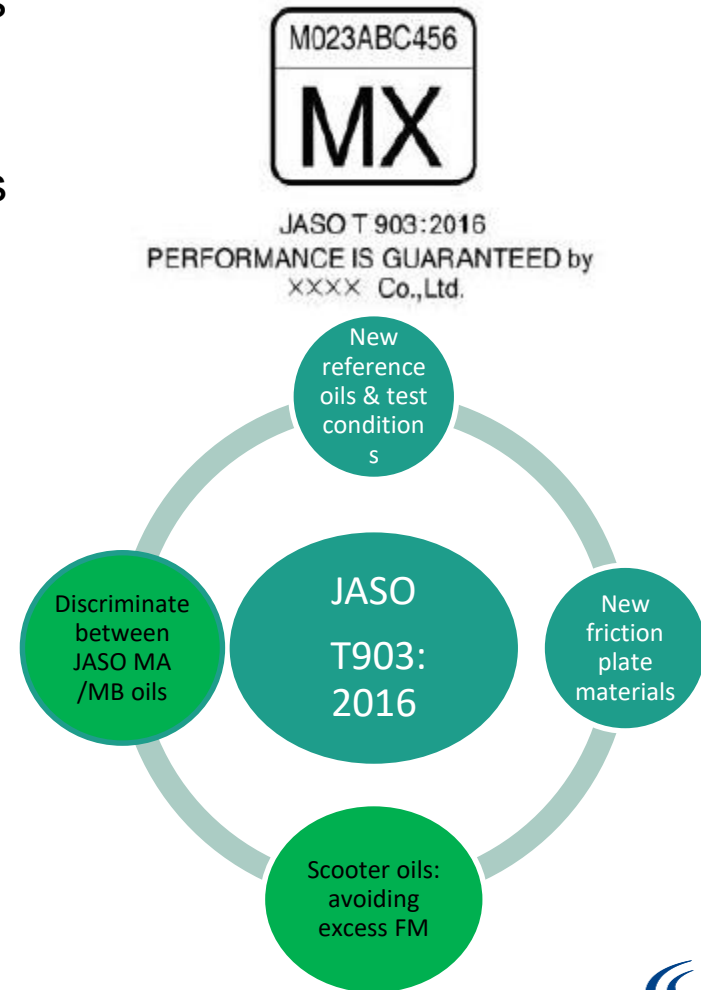 M023ABC456
MX
JASO T 903:2016
PERFORMANCE IS GUARANTEED by
×××× Co.,Ltd.
New
reference
oils & test
condition
s
Discriminate
between
JASO MA
/MB oils
JASO
T903:
2016
New
friction
plate
materials
Scooter oils:
avoiding
excess FM